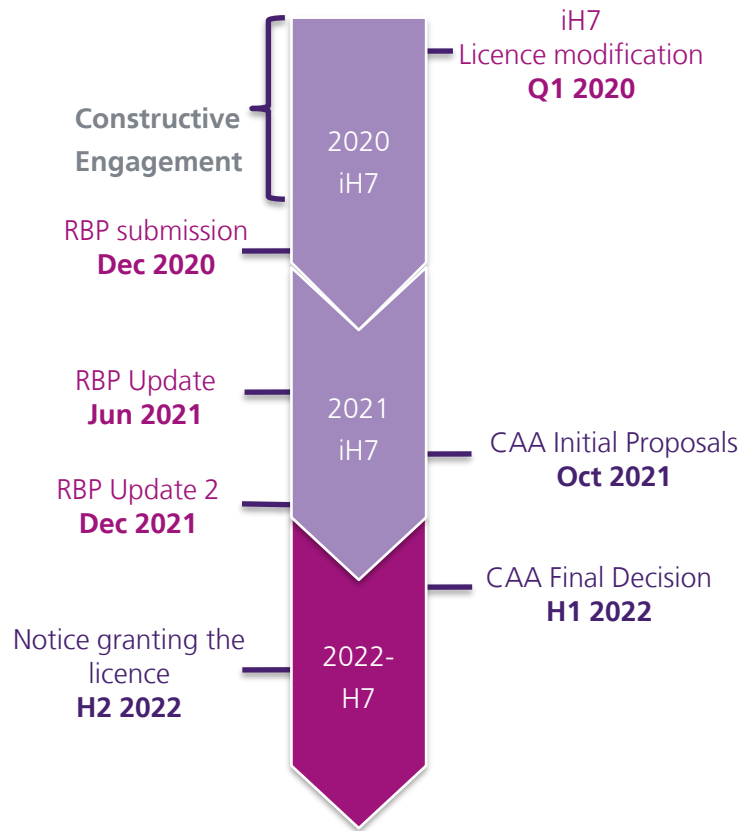 iH7
Licence modification
Q1 2020
Constructive
Engagement
2020
iH7
RBP submission
Dec 2020
RBP Update
Jun 2021
2021
iH7
CAA Initial Proposals
Oct 2021
RBP Update 2
Dec 2021
CAA Final Decision
H1 2022
Notice granting the
licence
H2 2022
2022-
H7